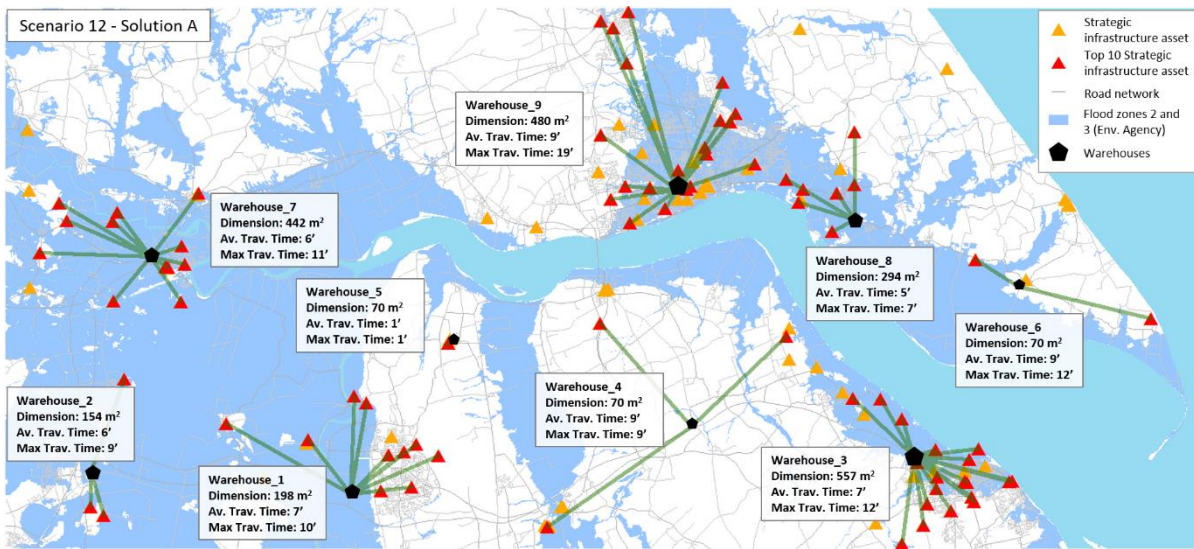 Scenario 12 - Solution A
Strategic
infrastructure asset
Top 10 Strategic
infrastructure asset
Road network
Flood zones 2 and
3 (Env. Agency)
Warehouses
Warehouse_9
Dimension: 480 m²
Av. Trav. Time: 9’
Max Trav. Time: 19’
Warehouse_7
Dimension: 442 m²
Av. Trav. Time: 6’
Max Trav. Time: 11’
Warehouse_8
Dimension: 294 m²
Av. Trav. Time: 5’
Max Trav. Time: 7’
Warehouse_5
Dimension: 70 m²
Av. Trav. Time: 1’
Max Trav. Time: 1’
Warehouse_6
Dimension: 70 m²
Av. Trav. Time: 9’
Max Trav. Time: 12’
Warehouse_2
Dimension: 154 m²
Av. Trav. Time: 6’
Max Trav. Time: 9’
Warehouse_4
Dimension: 70 m²
Av. Trav. Time: 9’
Max Trav. Time: 9’
Warehouse_1
Dimension: 198 m²
Av. Trav. Time: 7’
Max Trav. Time: 10’
Warehouse_3
Dimension: 557 m²
Av. Trav. Time: 7’
Max Trav. Time: 12’